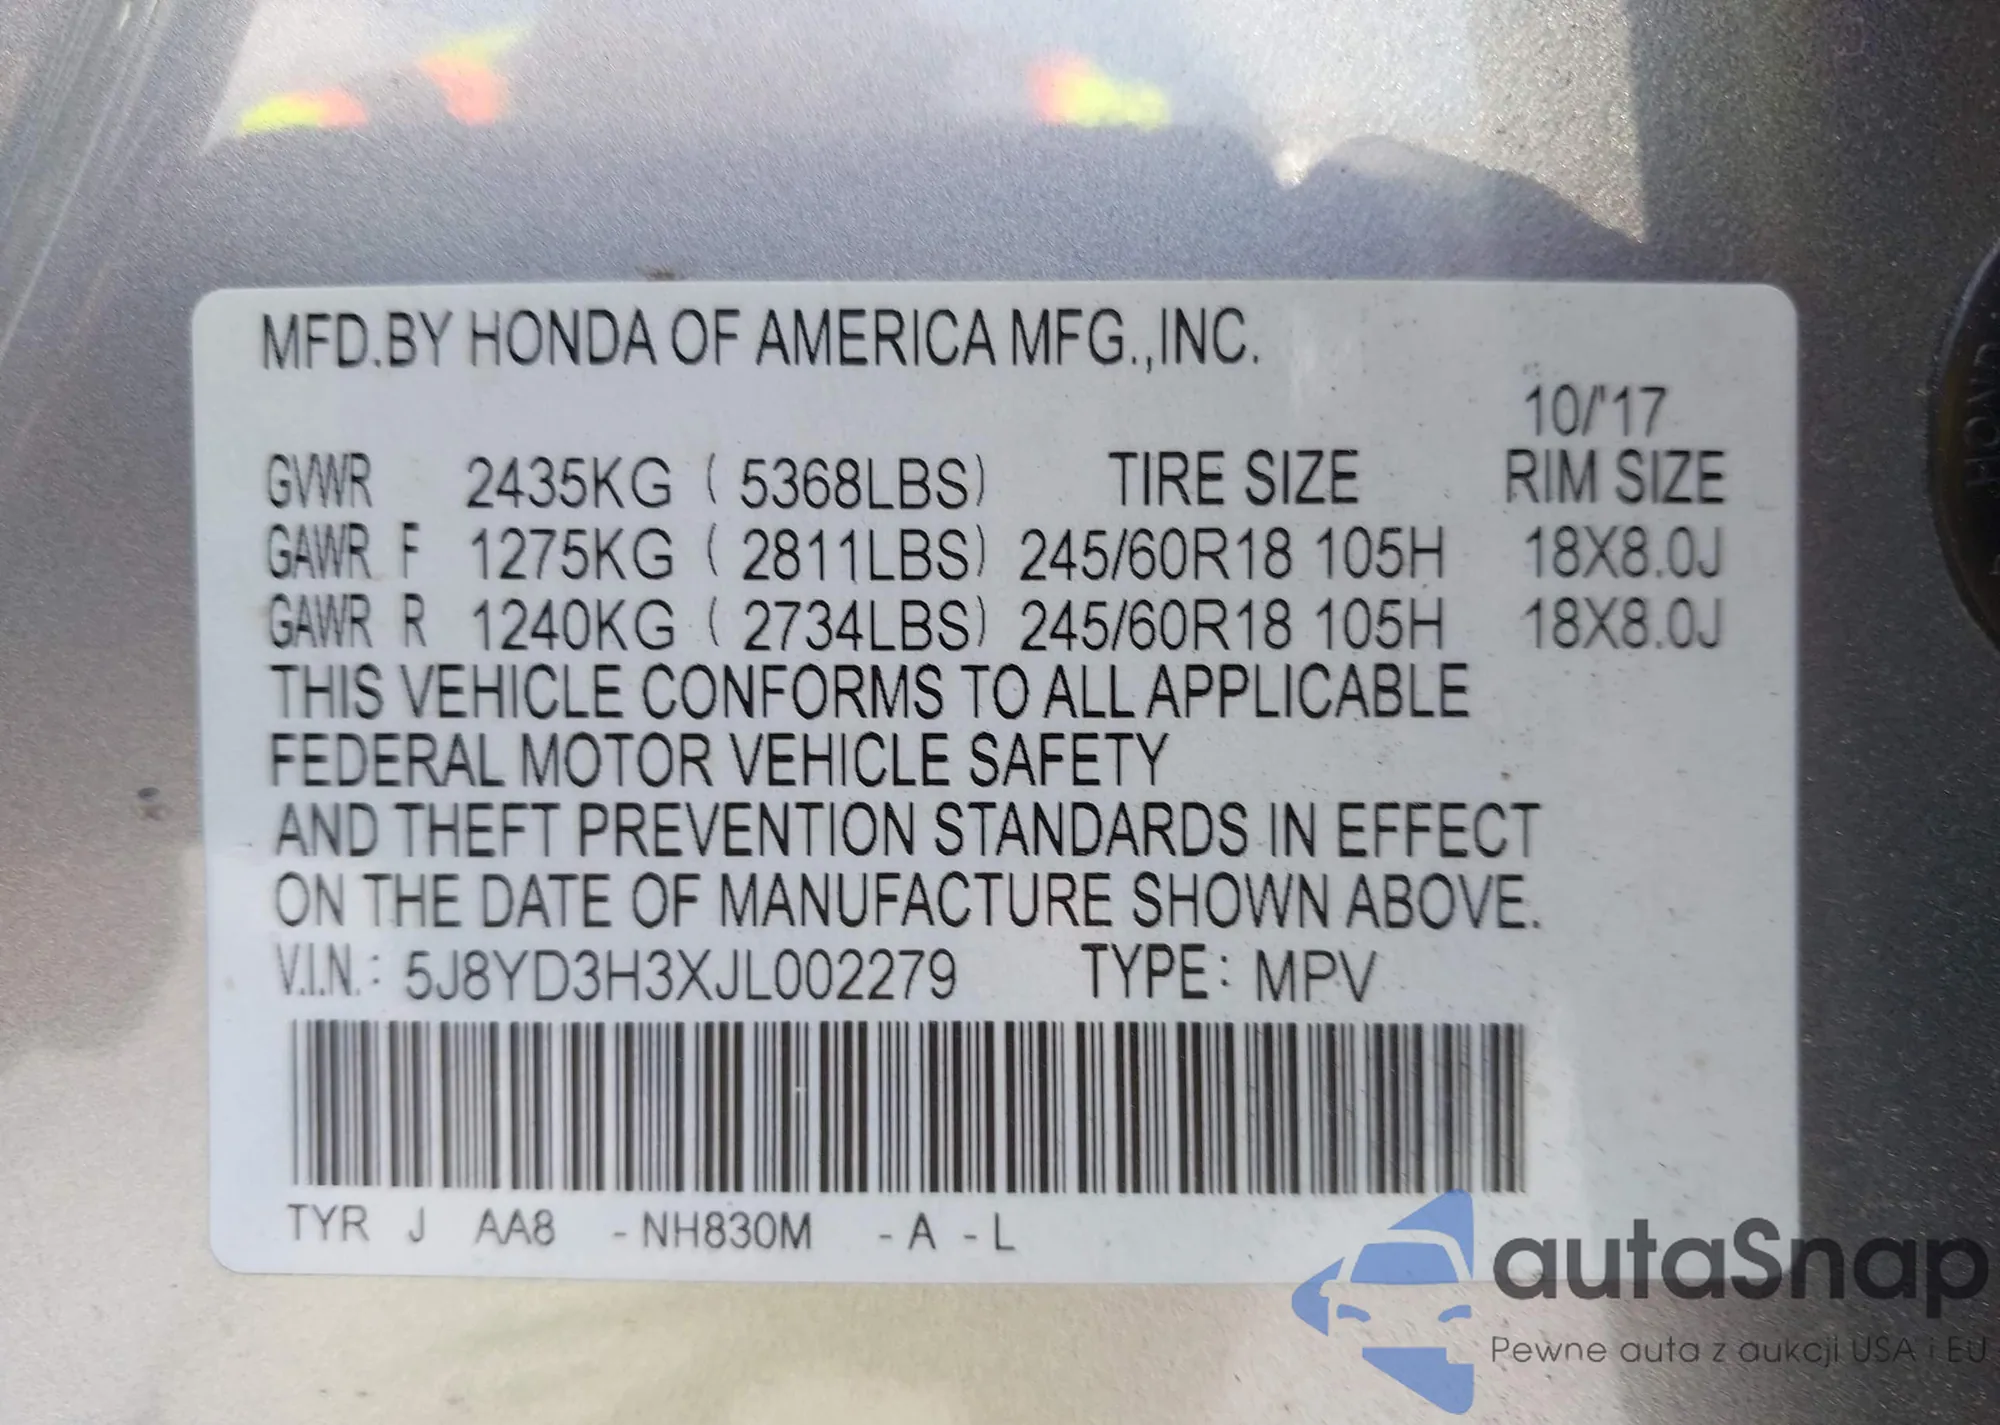 MFD.BY HONDA OF AMERICA MFG.,INC.
10/'17
GVWR 2435KG ( 5368LBS) TIRE SIZE RIM SIZE
GAWR F 1275KG ( 2811LBS) 245/60R18 105H 18X8.0J
GAWR R 1240KG ( 2734LBS) 245/60R18 105H 18X8.0J
THIS VEHICLE CONFORMS TO ALL APPLICABLE
FEDERAL MOTOR VEHICLE SAFETY
AND THEFT PREVENTION STANDARDS IN EFFECT
ON THE DATE OF MANUFACTURE SHOWN ABOVE.
V.I.N.: 5J8YD3H3XJL002279 TYPE: MPV
TYR J AA8 -NH830M -A -L
autaSnap
Pewne auta z aukcji USA i EU